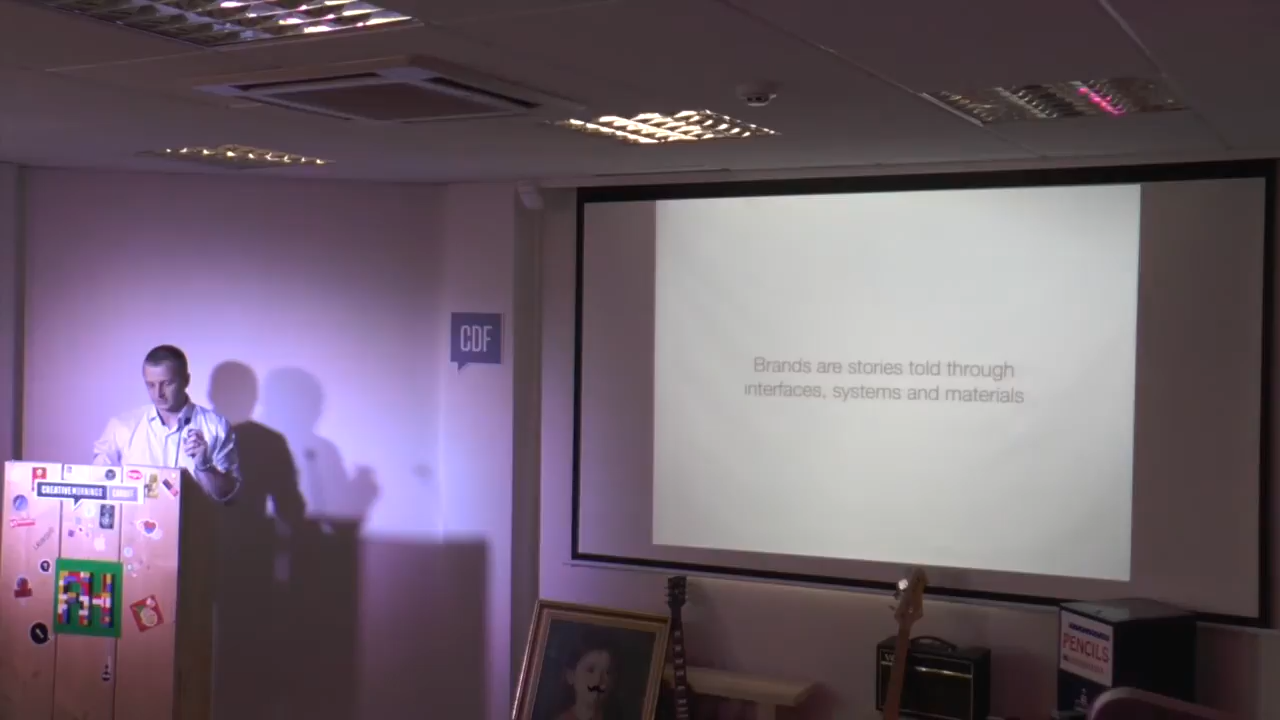 CDF
Brands are stories told through
interfaces, systems and materials
CREATIVEMORNINGS
PENCILS